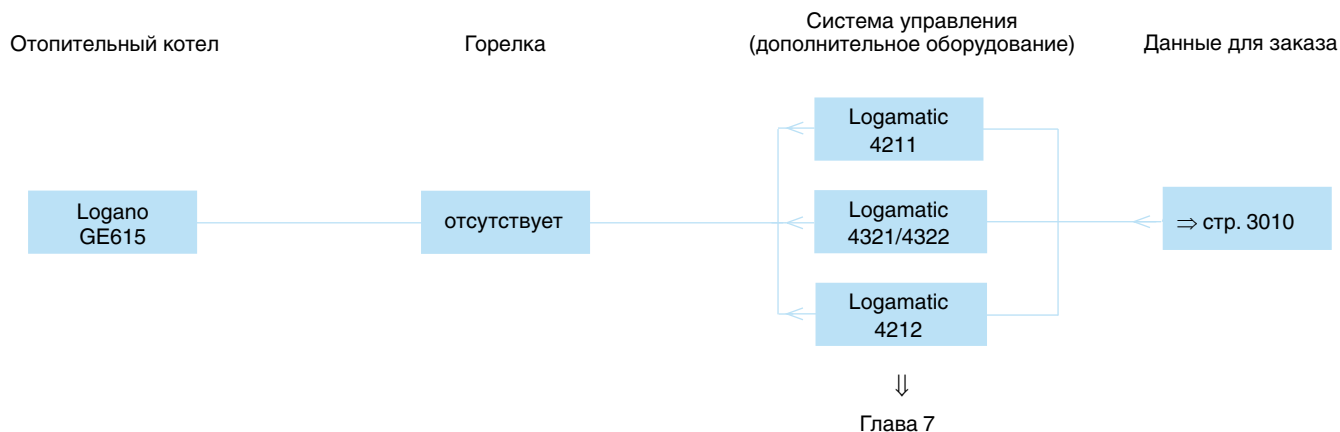 Отопительный котел
Горелка
Система управления
(дополнительное оборудование)
Данные для заказа
Logano
GE615
отсутствует
Logamatic
4211
Logamatic
4321/4322
Logamatic
4212
⇒ стр. 3010
⇓
Глава 7